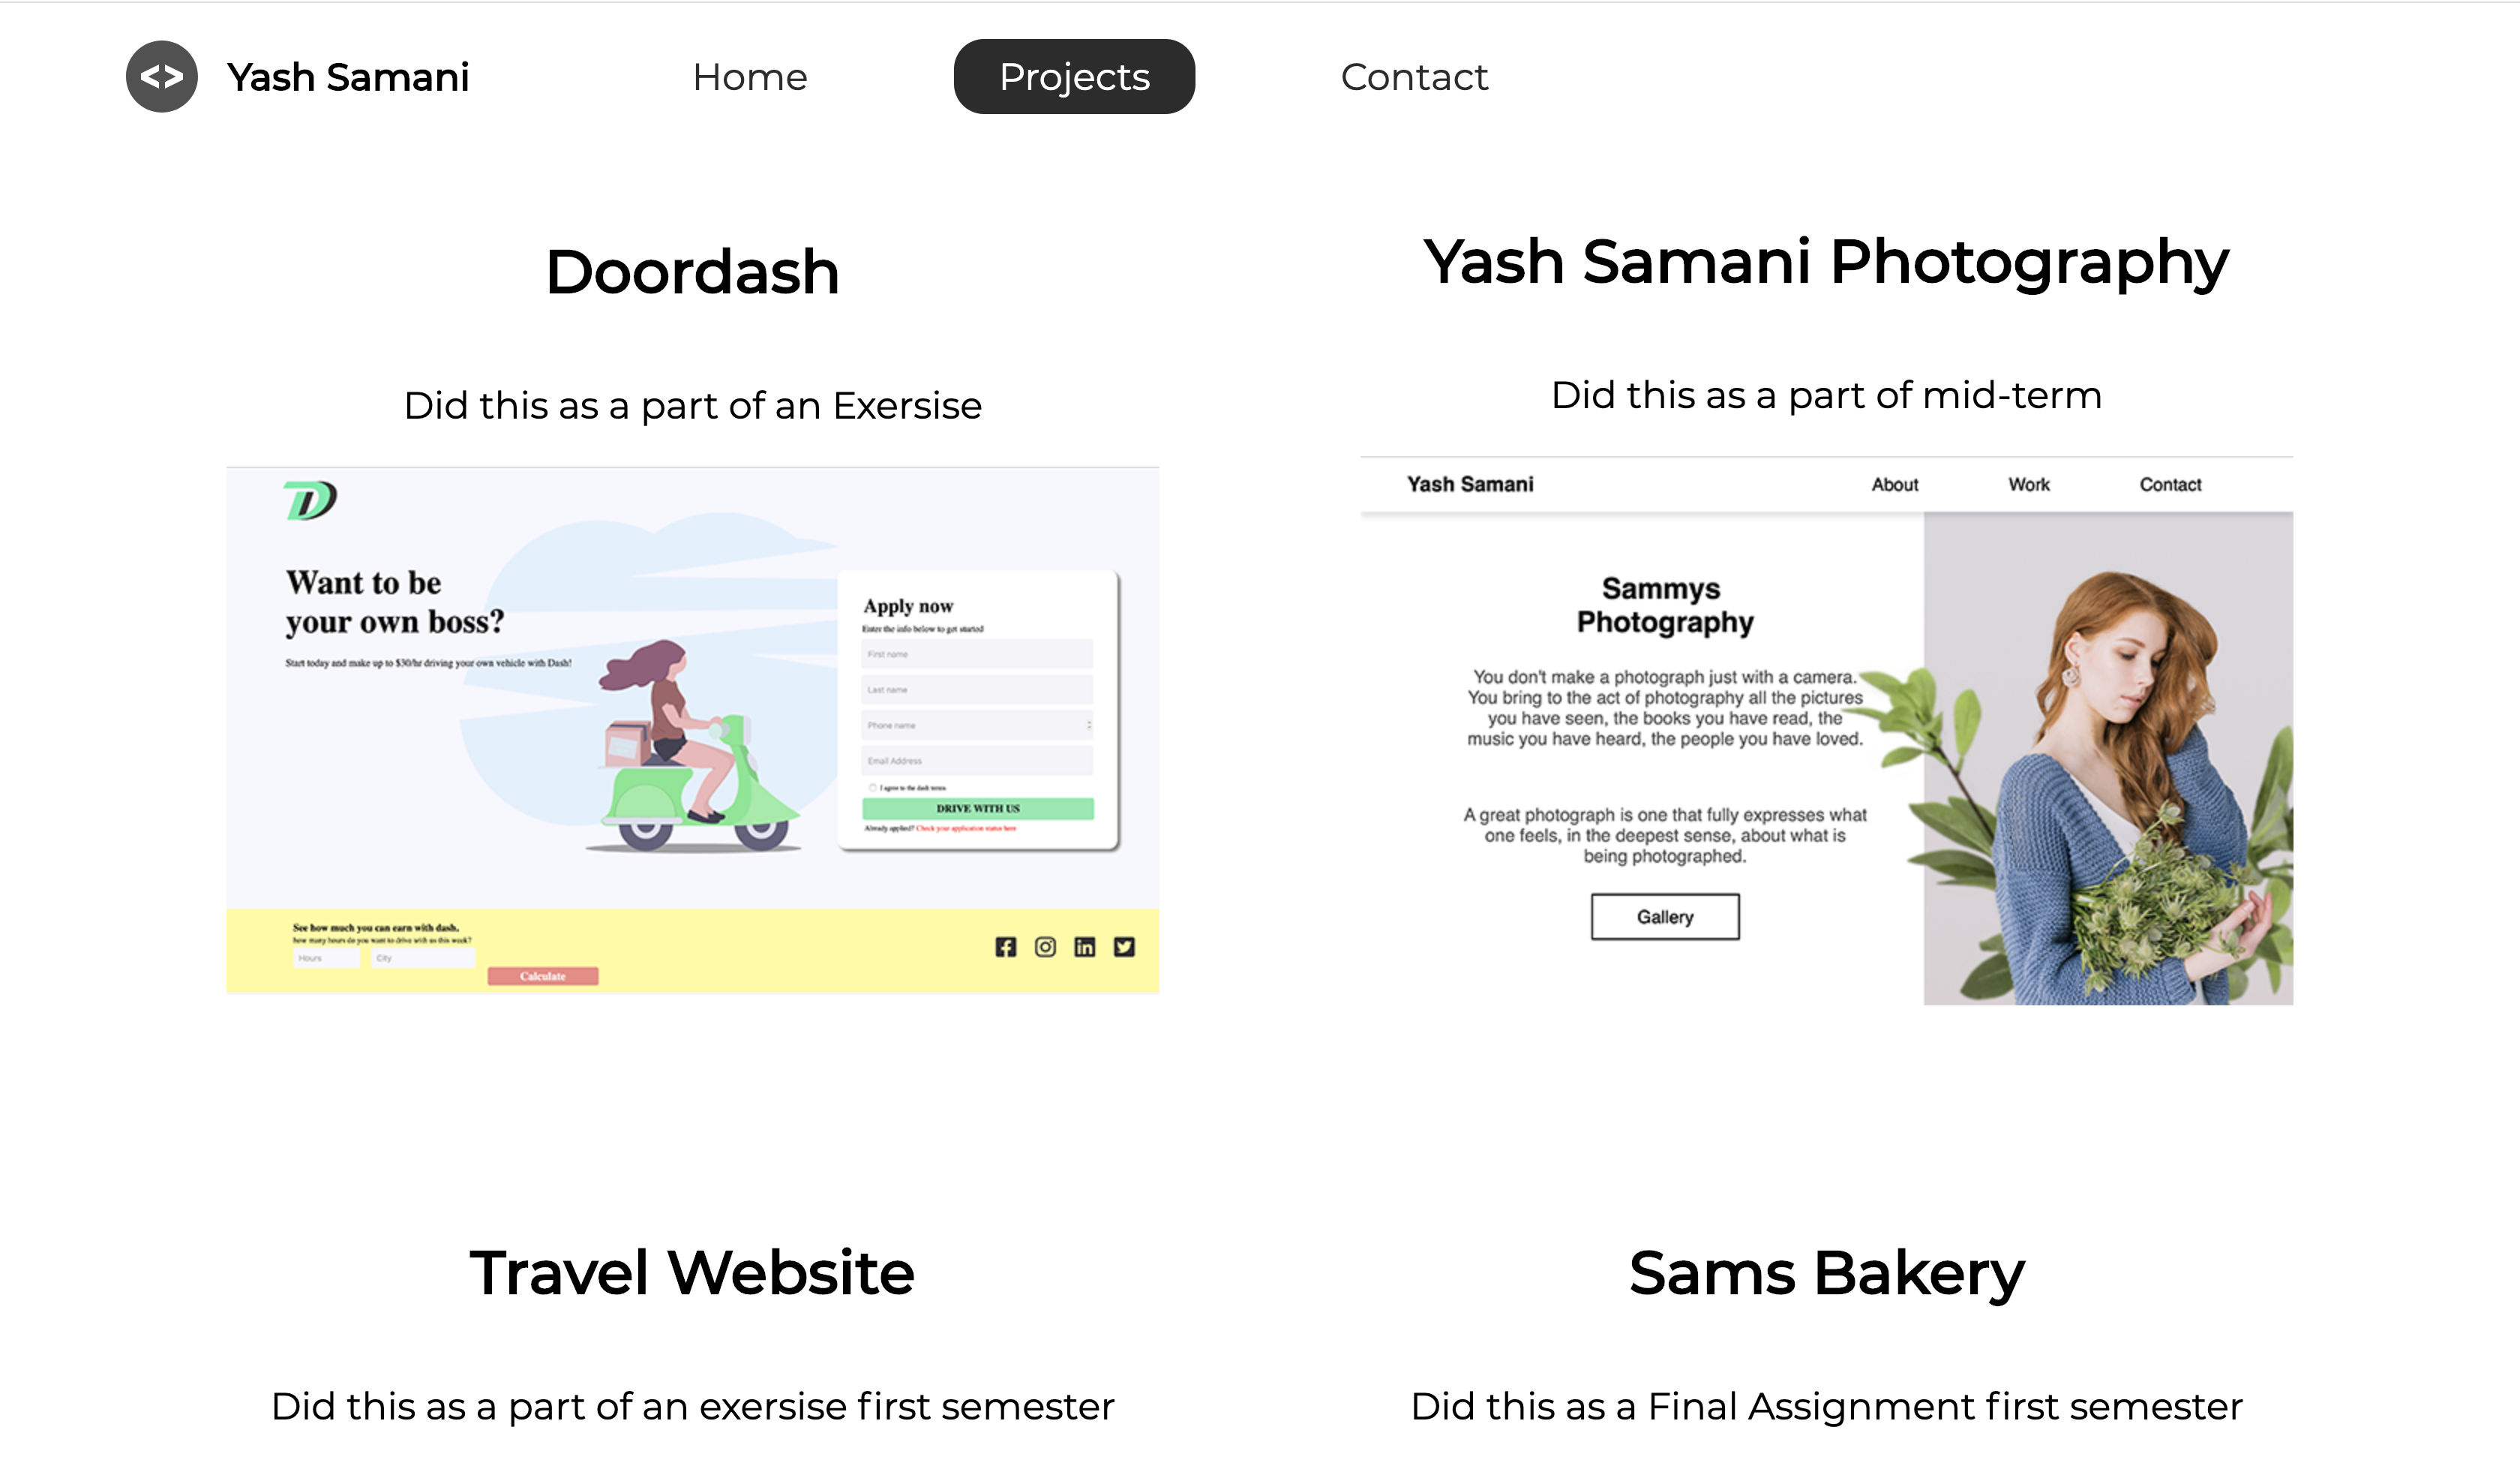 <> Yash Samani
Home
Projects
Contact
Doordash
Did this as a part of an Exersise
D
Want to be
your own boss?
Start today and make up to $30/hr driving your own vehicle with Dash!
Apply now
Enter the info below to get started
First name
Last name
Phone name
Email Address
I agree to the dash terms
DRIVE WITH US
Already applied? Check your application status here
See how much you can earn with dash.
how many hours do you want to drive with us this week?
Hours
City
Calculate
Yash Samani Photography
Did this as a part of mid-term
Yash Samani
About
Work
Contact
Sammys
Photography
You don't make a photograph just with a camera.
You bring to the act of photography all the pictures
you have seen, the books you have read, the
music you have heard, the people you have loved.
A great photograph is one that fully expresses what
one feels, in the deepest sense, about what is
being photographed.
Gallery
Travel Website
Did this as a part of an exersise first semester
Sams Bakery
Did this as a Final Assignment first semester